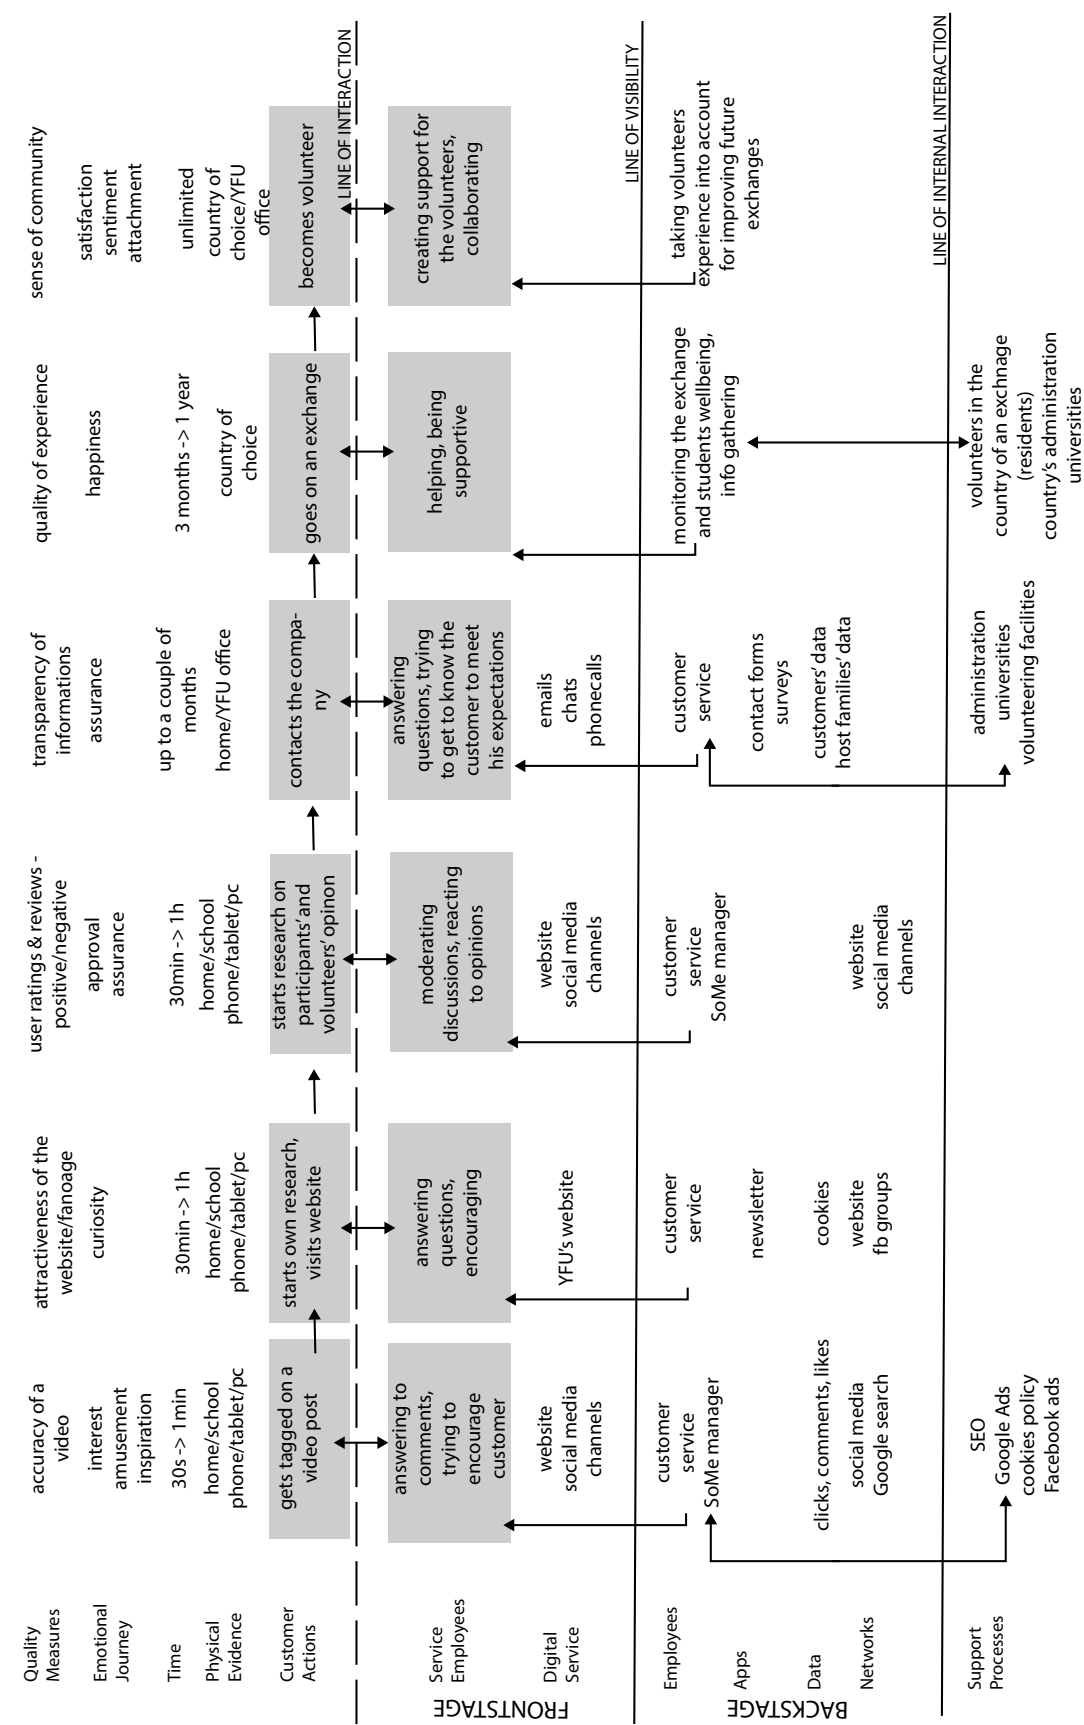 Quality
Measures
accuracy of a
video
attractiveness of the
website/fanoage
user ratings & reviews -
positive/negative
transparency of
informations
quality of experience
sense of community
Emotional
Journey
interest
amusement
inspiration
curiosity
approval
assurance
assurance
happiness
satisfaction
sentiment
attachment
Time
30s -> 1min
30min -> 1h
30min -> 1h
up to a couple of
months
3 months -> 1 year
unlimited
Physical
Evidence
home/school
phone/tablet/pc
home/school
phone/tablet/pc
home/school
phone/tablet/pc
home/YFU office
country of
choice
country of
choice/YFU
office
Customer
Actions
gets tagged on a
video post
starts own research,
visits website
starts research on
participants' and
volunteers' opinon
contacts the compa-
ny
goes on an exchange
becomes volunteer
LINE OF INTERACTION
FRONTSTAGE
Service
Employees
answering to
comments,
trying to
encourage
customer
answering
questions,
encouraging
moderating
discussions, reacting
to opinions
answering
questions, trying
to get to know the
customer to meet
his expectations
helping, being
supportive
creating support for
the volunteers,
collaborating
Digital
Service
website
social media
channels
YFU's website
website
social media
channels
emails
chats
phonecalls
LINE OF VISIBILITY
BACKSTAGE
Employees
customer
service
SoMe manager
customer
service
customer
service
SoMe manager
customer
service
monitoring the exchange
and students wellbeing,
info gathering
taking volunteers
experience into account
for improving future
exchanges
Apps
newsletter
contact forms
surveys
Data
clicks, comments, likes
cookies
customers' data
host families' data
Networks
social media
Google search
website
fb groups
website
social media
channels
LINE OF INTERNAL INTERACTION
Support
Processes
SEO
Google Ads
cookies policy
Facebook ads
administration
universities
volunteering facilities
volunteers in the
country of an exchnage
(residents)
country's administration
universities